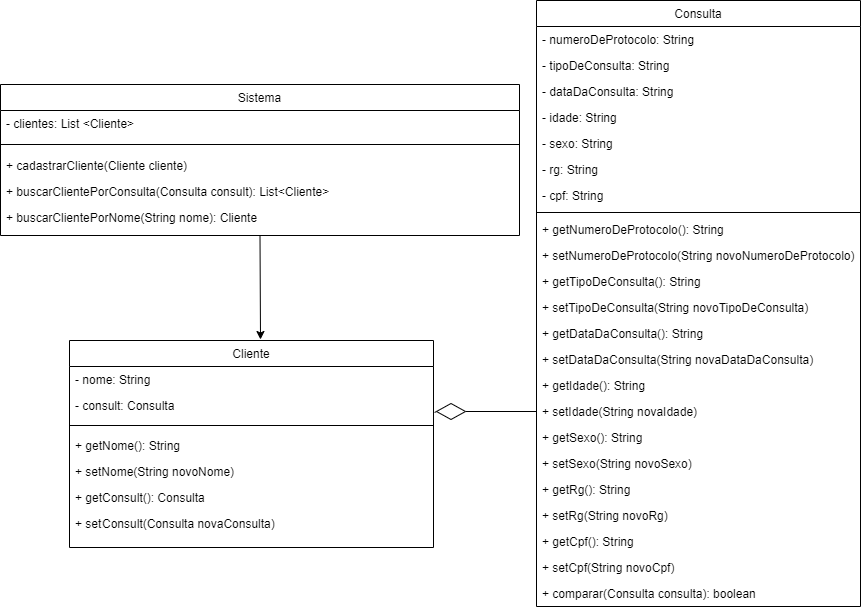 Sistema
- clientes: List <Cliente>
+ cadastrarCliente(Cliente cliente)
+ buscarClientePorConsulta(Consulta consult): List<Cliente>
+ buscarClientePorNome(String nome): Cliente
Cliente
- nome: String
- consult: Consulta
+ getNome(): String
+ setNome(String novoNome)
+ getConsult(): Consulta
+ setConsult(Consulta novaConsulta)
Consulta
- numeroDeProtocolo: String
- tipoDeConsulta: String
- dataDaConsulta: String
- idade: String
- sexo: String
- rg: String
- cpf: String
+ getNumeroDeProtocolo(): String
+ setNumeroDeProtocolo(String novoNumeroDeProtocolo)
+ getTipoDeConsulta(): String
+ setTipoDeConsulta(String novoTipoDeConsulta)
+ getDataDaConsulta(): String
+ setDataDaConsulta(String novaDataDaConsulta)
+ getIdade(): String
+ setIdade(String novaIdade)
+ getSexo(): String
+ setSexo(String novoSexo)
+ getRg(): String
+ setRg(String novoRg)
+ getCpf(): String
+ setCpf(String novoCpf)
+ comparar(Consulta consulta): boolean